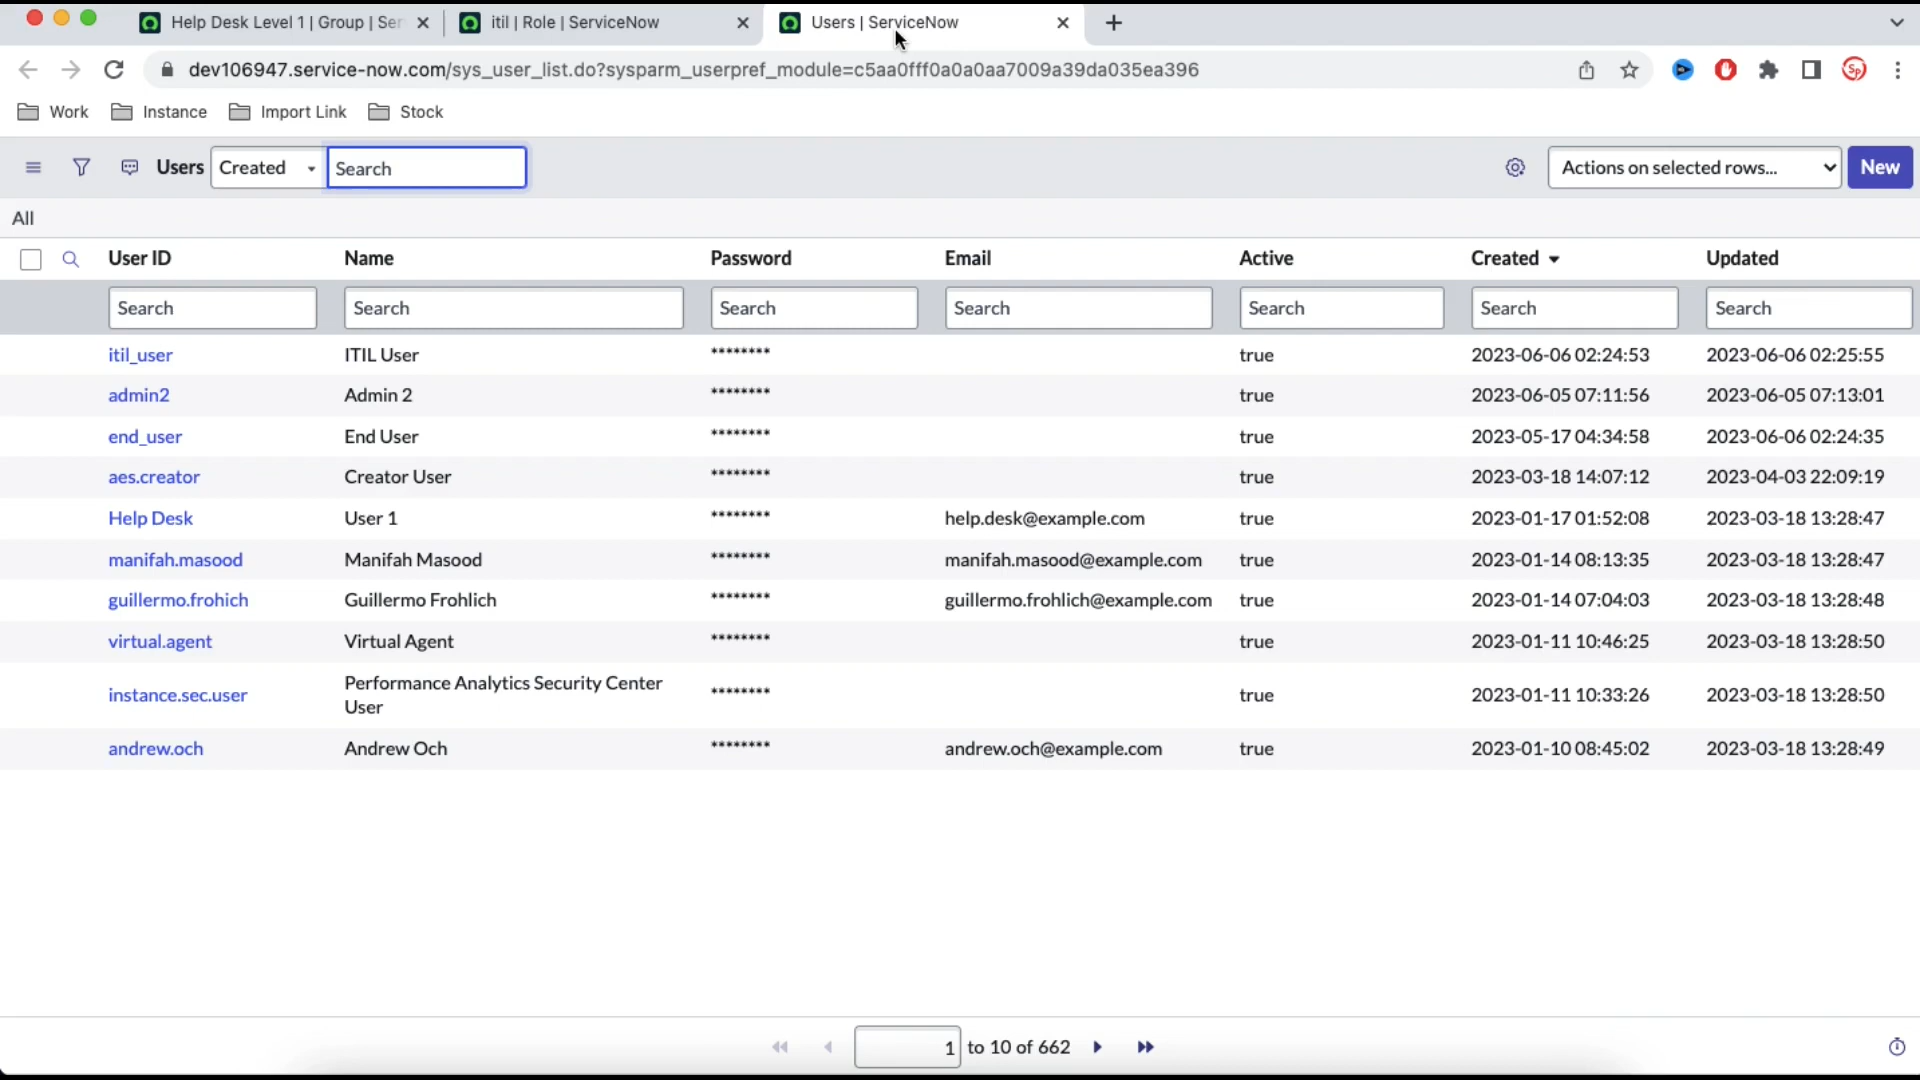 Help Desk Level 1 | Group | Ser
itil | Role | ServiceNow
Users | ServiceNow
dev106947.service-now.com/sys_user_list.do?sysparm_userpref_module=c5aa0fff0a0a0aa7009a39da035ea396
Sp
Work Instance Import Link Stock
Users Created Search Actions on selected rows... New
All
User ID Name Password Email Active Created Updated
Search Search Search Search Search Search Search
itil_user ITIL User ******** true 2023-06-06 02:24:53 2023-06-06 02:25:55
admin2 Admin 2 ******** true 2023-06-05 07:11:56 2023-06-05 07:13:01
end_user End User ******** true 2023-05-17 04:34:58 2023-06-06 02:24:35
aes.creator Creator User ******** true 2023-03-18 14:07:12 2023-04-03 22:09:19
Help Desk User 1 ******** help.desk@example.com true 2023-01-17 01:52:08 2023-03-18 13:28:47
manifah.masood Manifah Masood ******** manifah.masood@example.com true 2023-01-14 08:13:35 2023-03-18 13:28:47
guillermo.frohich Guillermo Frohlich ******** guillermo.frohlich@example.com true 2023-01-14 07:04:03 2023-03-18 13:28:48
virtual.agent Virtual Agent ******** true 2023-01-11 10:46:25 2023-03-18 13:28:50
instance.sec.user Performance Analytics Security Center ******** true 2023-01-11 10:33:26 2023-03-18 13:28:50
User
andrew.och Andrew Och ******** andrew.och@example.com true 2023-01-10 08:45:02 2023-03-18 13:28:49
1 to 10 of 662